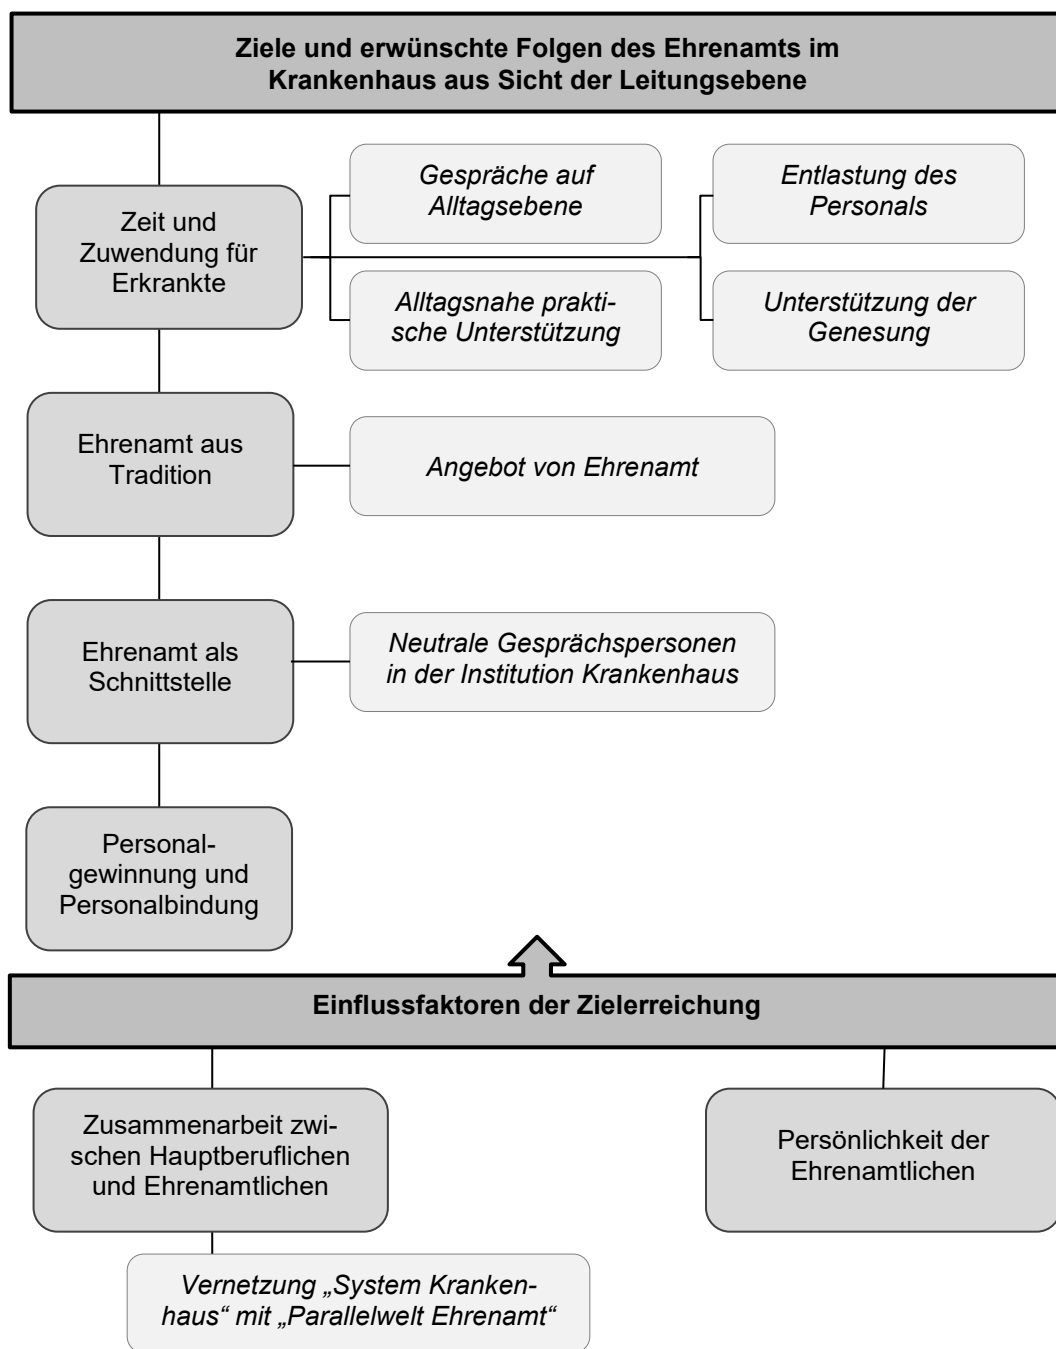 Ziele und erwünschte Folgen des Ehrenamts im
Krankenhaus aus Sicht der Leitungsebene
Zeit und
Zuwendung für
Erkrankte
Gespräche auf
Alltagsebene
Entlastung des
Personals
Alltagsnahe prakti-
sche Unterstützung
Unterstützung der
Genesung
Ehrenamt aus
Tradition
Angebot von Ehrenamt
Ehrenamt als
Schnittstelle
Neutrale Gesprächspersonen
in der Institution Krankenhaus
Personal-
gewinnung und
Personalbindung
Einflussfaktoren der Zielerreichung
Zusammenarbeit zwi-
schen Hauptberuflichen
und Ehrenamtlichen
Persönlichkeit der
Ehrenamtlichen
Vernetzung „System Kranken-
haus“ mit „Parallelwelt Ehrenamt“